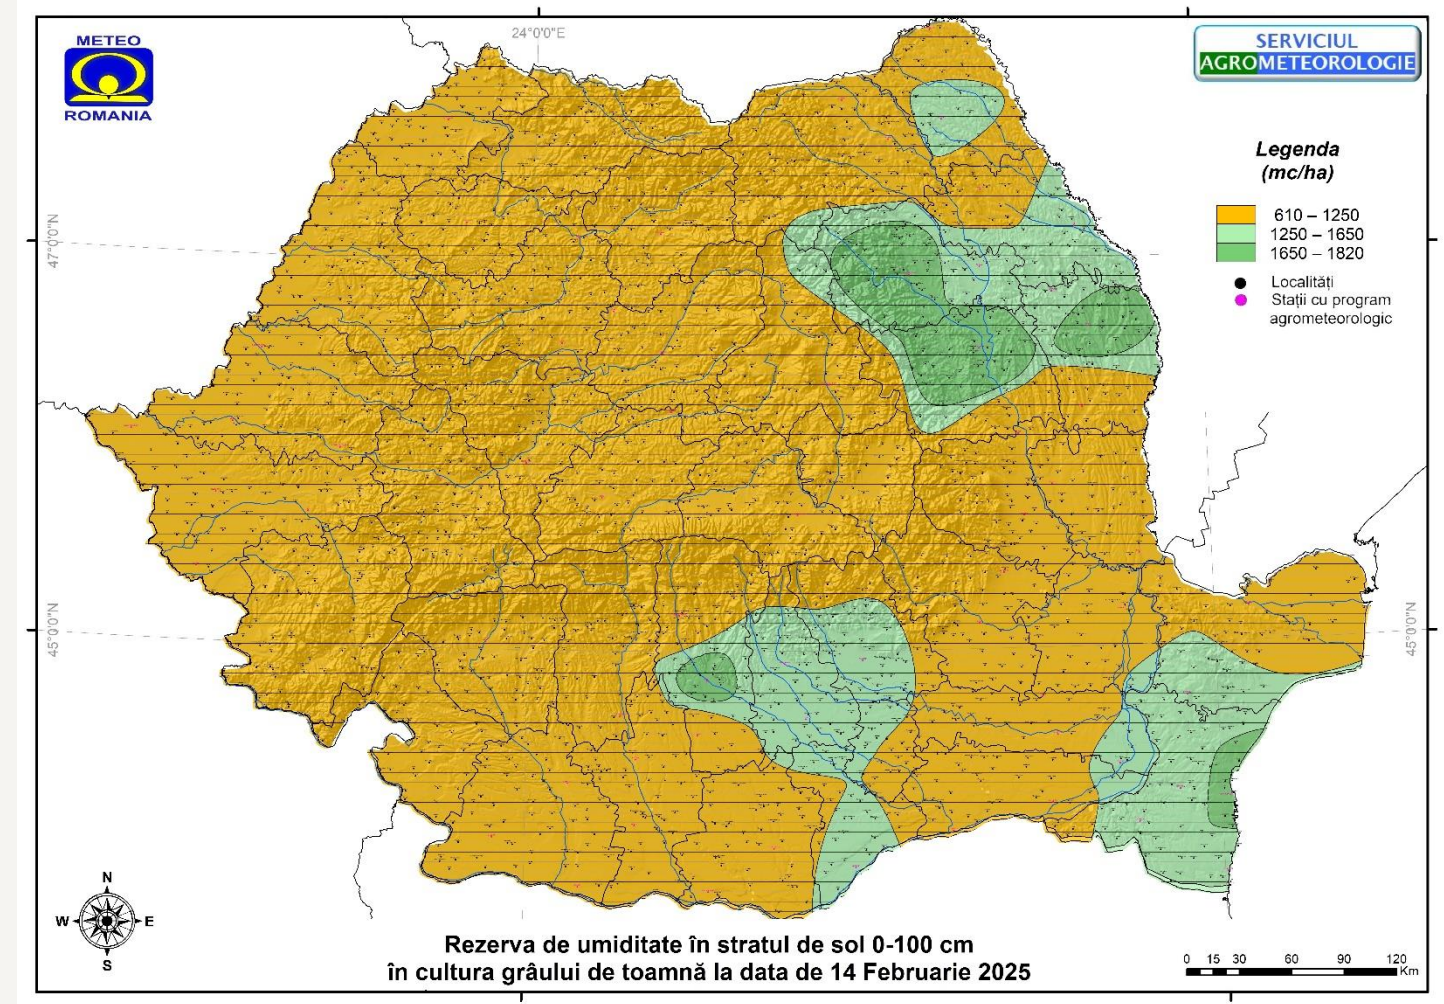 METEO
ROMANIA
24°0'0"E
SERVICIUL
AGROMETEOROLOGIE
Legenda
(mc/ha)
610 – 1250
1250 – 1650
1650 – 1820
Localități
Stații cu program
agrometeorologic
47°0'0"N
45°0'0"N
45°0'0"N
N
W
E
S
Rezerva de umiditate în stratul de sol 0-100 cm
în cultura grâului de toamnă la data de 14 Februarie 2025
0 15 30 60 90 120
Km